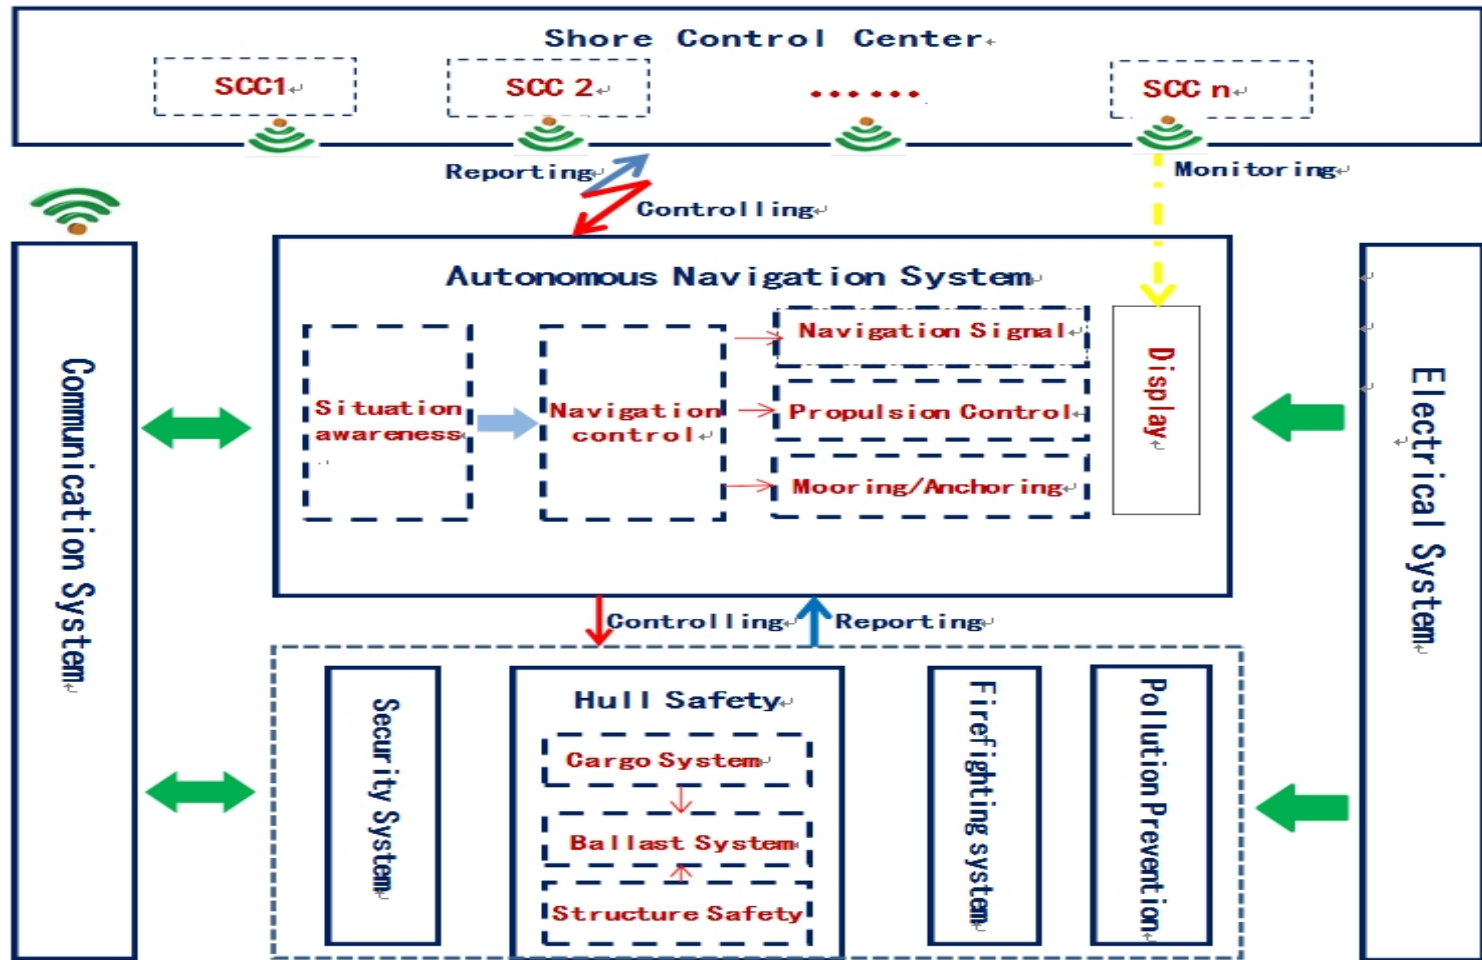 Shore Control Center
SCC1
SCC 2
......
SCC n
Reporting
Monitoring
Controlling
Autonomous Navigation System
Situation
awareness
Navigation
control
Navigation Signal
Propulsion Control
Mooring/Anchoring
Display
Communication System
Electrical System
Controlling
Reporting
Security System
Hull Safety
Cargo System
Ballast System
Structure Safety
Firefighting system
Pollution Prevention